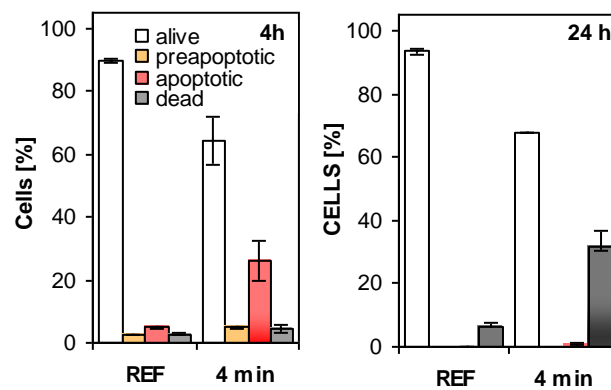 100
80
60
40
20
0
Cells [%]
4h
alive
preapoptotic
apoptotic
dead
REF
4 min
100
80
60
40
20
0
CELLS [%]
24 h
REF
4 min